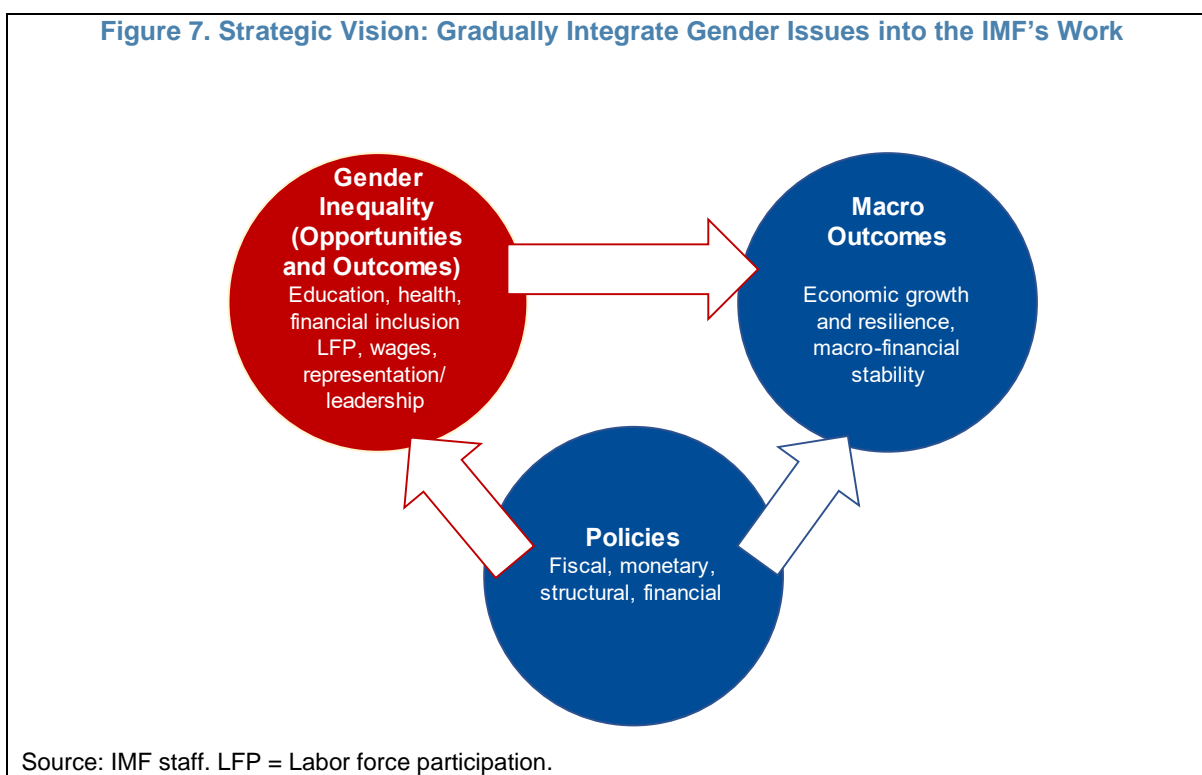 Figure 7. Strategic Vision: Gradually Integrate Gender Issues into the IMF's Work
Gender
Inequality
(Opportunities
and Outcomes)
Education, health,
financial inclusion
LFP, wages,
representation/
leadership
Macro
Outcomes
Economic growth
and resilience,
macro-financial
stability
Policies
Fiscal, monetary,
structural, financial
Source: IMF staff. LFP = Labor force participation.